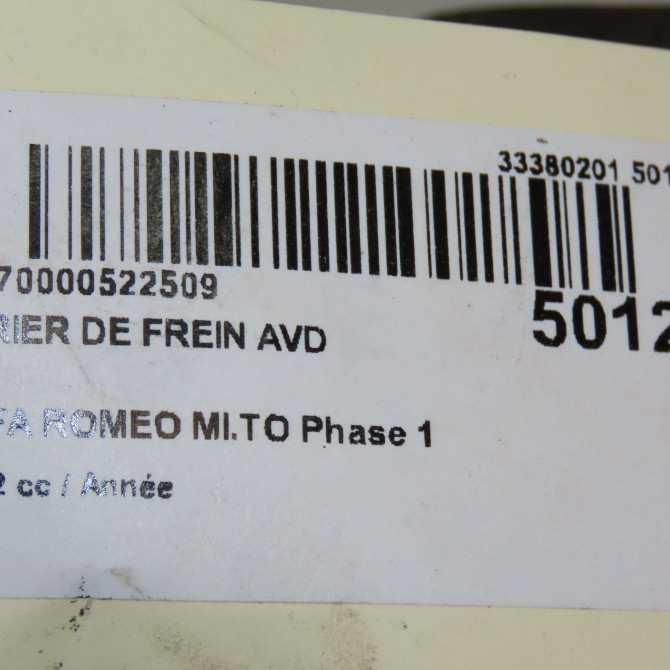 33380201 501
70000522509
5012
RIER DE FREIN AVD
FA ROMEO MI.TO Phase 1
2 cc / Année